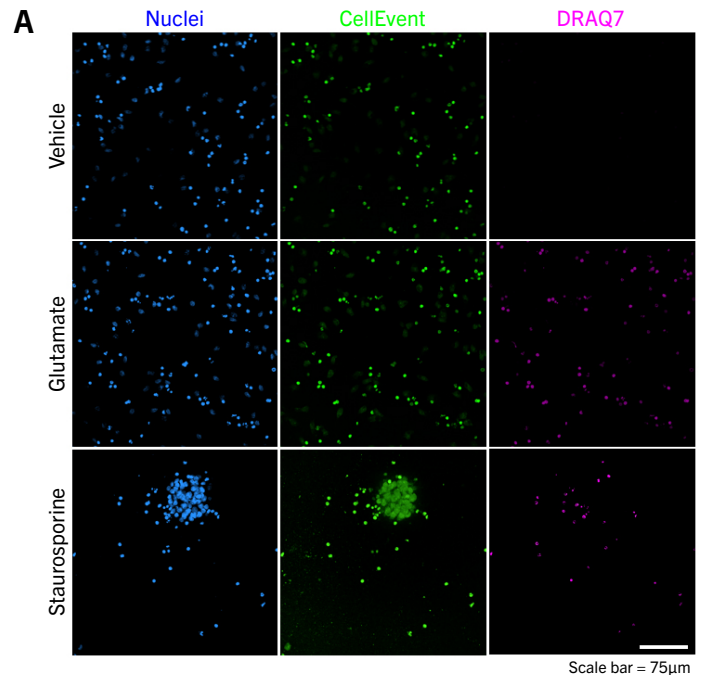 A
Nuclei
CellEvent
DRAQ7
Vehicle
Glutamate
Staurosporine
Scale bar = 75µm